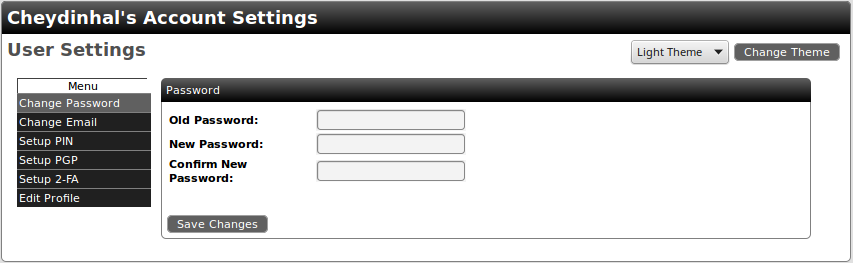 Cheydinhal's Account Settings
User Settings
Light Theme Change Theme
Menu
Change Password
Change Email
Setup PIN
Setup PGP
Setup 2-FA
Edit Profile
Password
Old Password:
New Password:
Confirm New
Password:
Save Changes